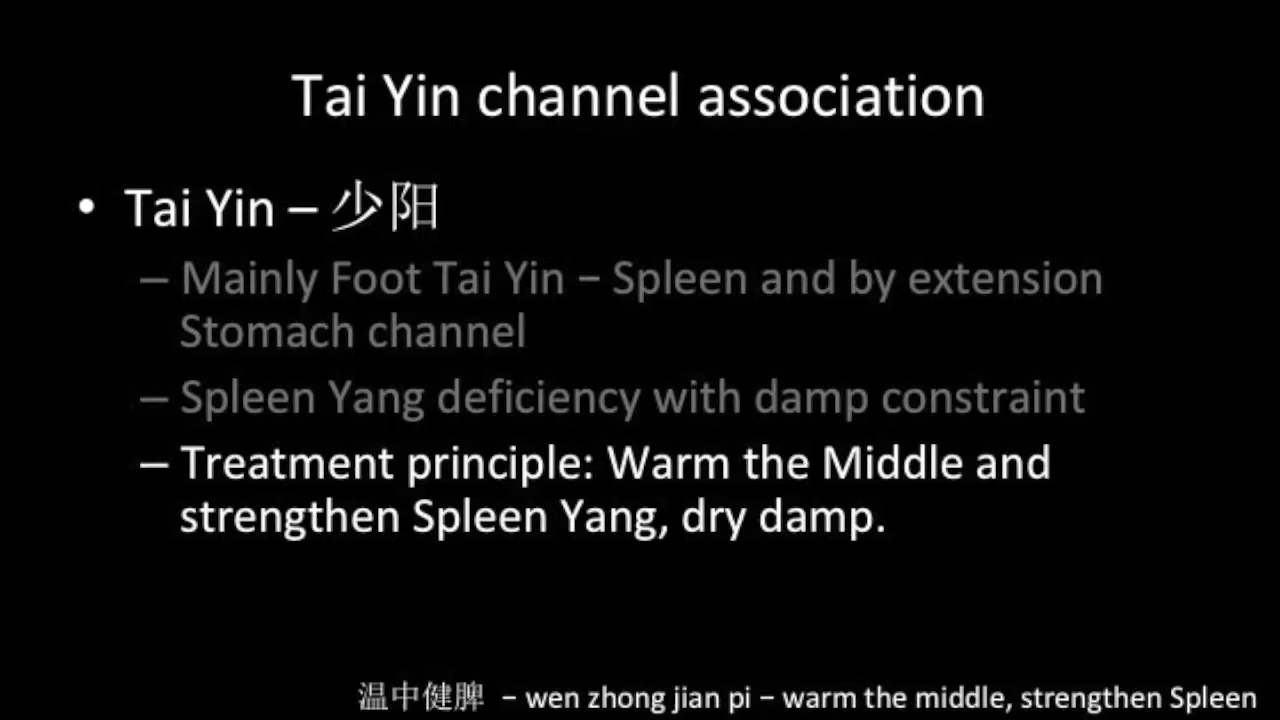 Tai Yin channel association
• Tai Yin – 少阳
– Mainly Foot Tai Yin – Spleen and by extension
Stomach channel
– Spleen Yang deficiency with damp constraint
– Treatment principle: Warm the Middle and
strengthen Spleen Yang, dry damp.
温中健脾 – wen zhong jian pi – warm the middle, strengthen Spleen